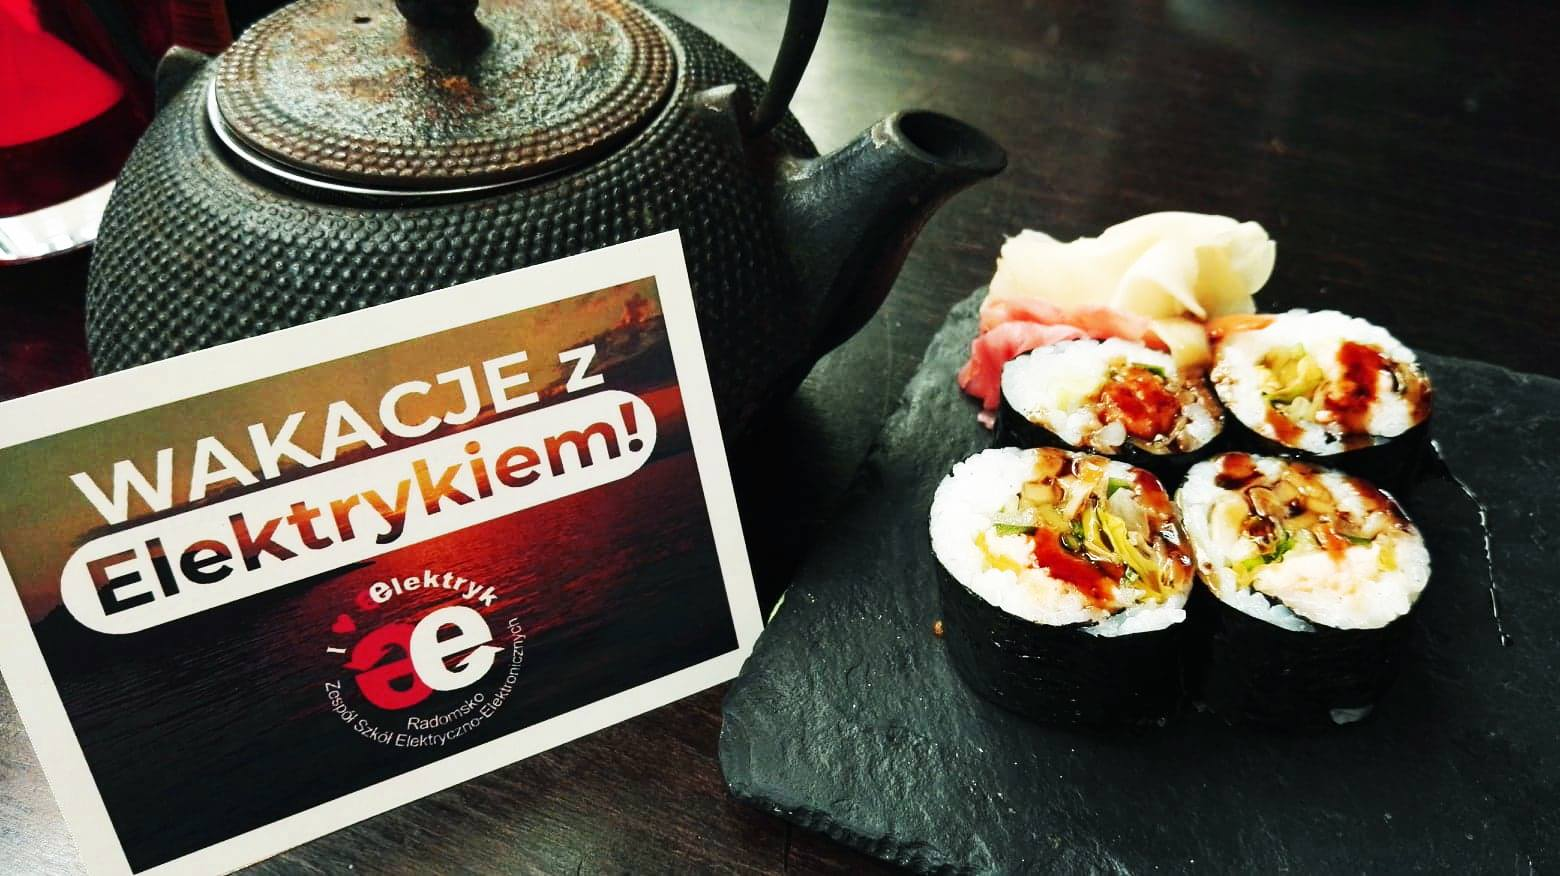 WAKACJE z
Elektrykiem!
I ♥ elektryk
ae
Radomsko
Zespół Szkół Elektryczno-Elektronicznych